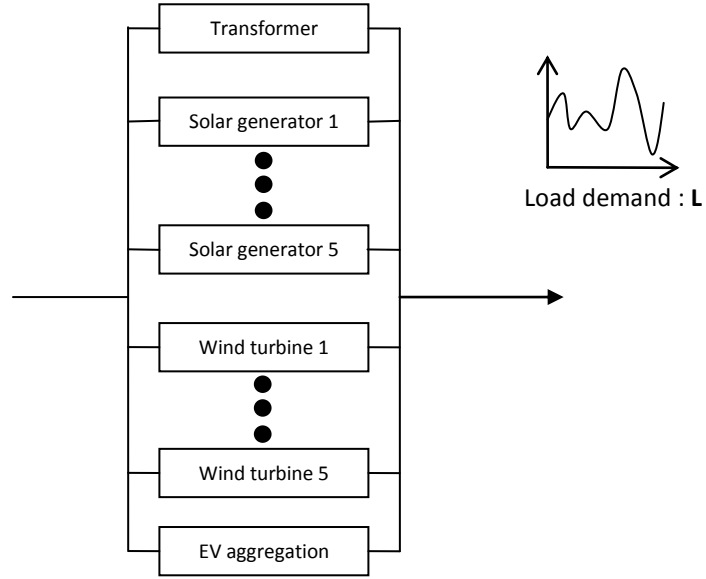 Transformer
Solar generator 1
Solar generator 5
Wind turbine 1
Wind turbine 5
EV aggregation
Load demand : L